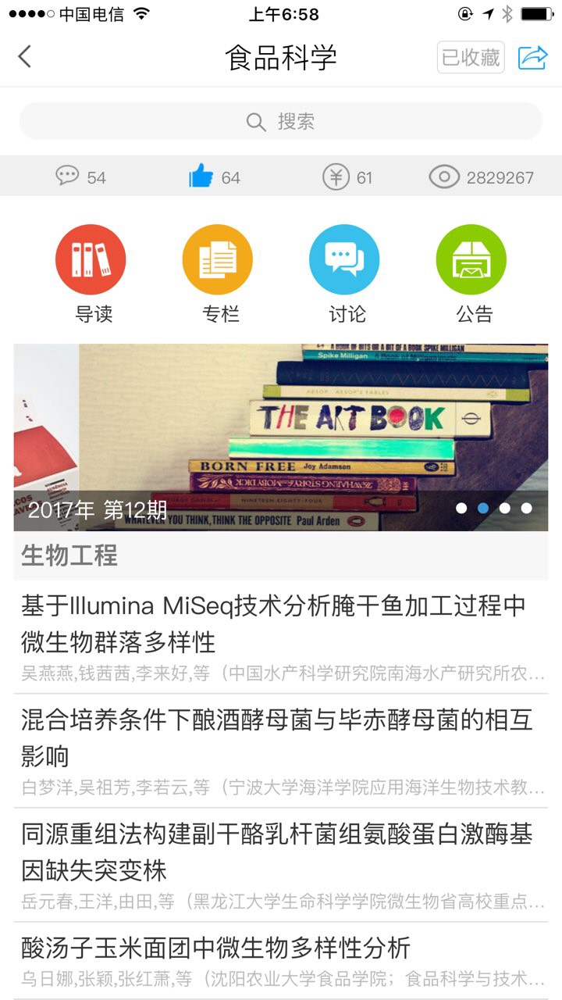 中国电信
上午6:58
食品科学
已收藏
搜索
54
64
61
2829267
导读
专栏
讨论
公告
A BOOK OF BITS OR A BIT OF A BOOK SPIKE MILLIGAN
Spike Milligan A Book of Milliganimals
AESOP AESOP'S FABLES
THE ART BOOK
BORN FREE Joy Adamson
THE WHALING STORY MOBY DICK
NINETEEN EIGHTY-FOUR
2017年 第12期
WHATEVER YOU THINK, THINK THE OPPOSITE Paul Arden
生物工程
基于Illumina MiSeq技术分析腌干鱼加工过程中
微生物群落多样性
吴燕燕,钱茜茜,李来好,等（中国水产科学研究院南海水产研究所农...
混合培养条件下酿酒酵母菌与毕赤酵母菌的相互
影响
白梦洋,吴祖芳,李若云,等（宁波大学海洋学院应用海洋生物技术教...
同源重组法构建副干酪乳杆菌组氨酸蛋白激酶基
因缺失突变株
岳元春,王洋,由田,等（黑龙江大学生命科学学院微生物省高校重点...
酸汤子玉米面团中微生物多样性分析
乌日娜,张颖,张红萧,等（沈阳农业大学食品学院；食品科学与技术...